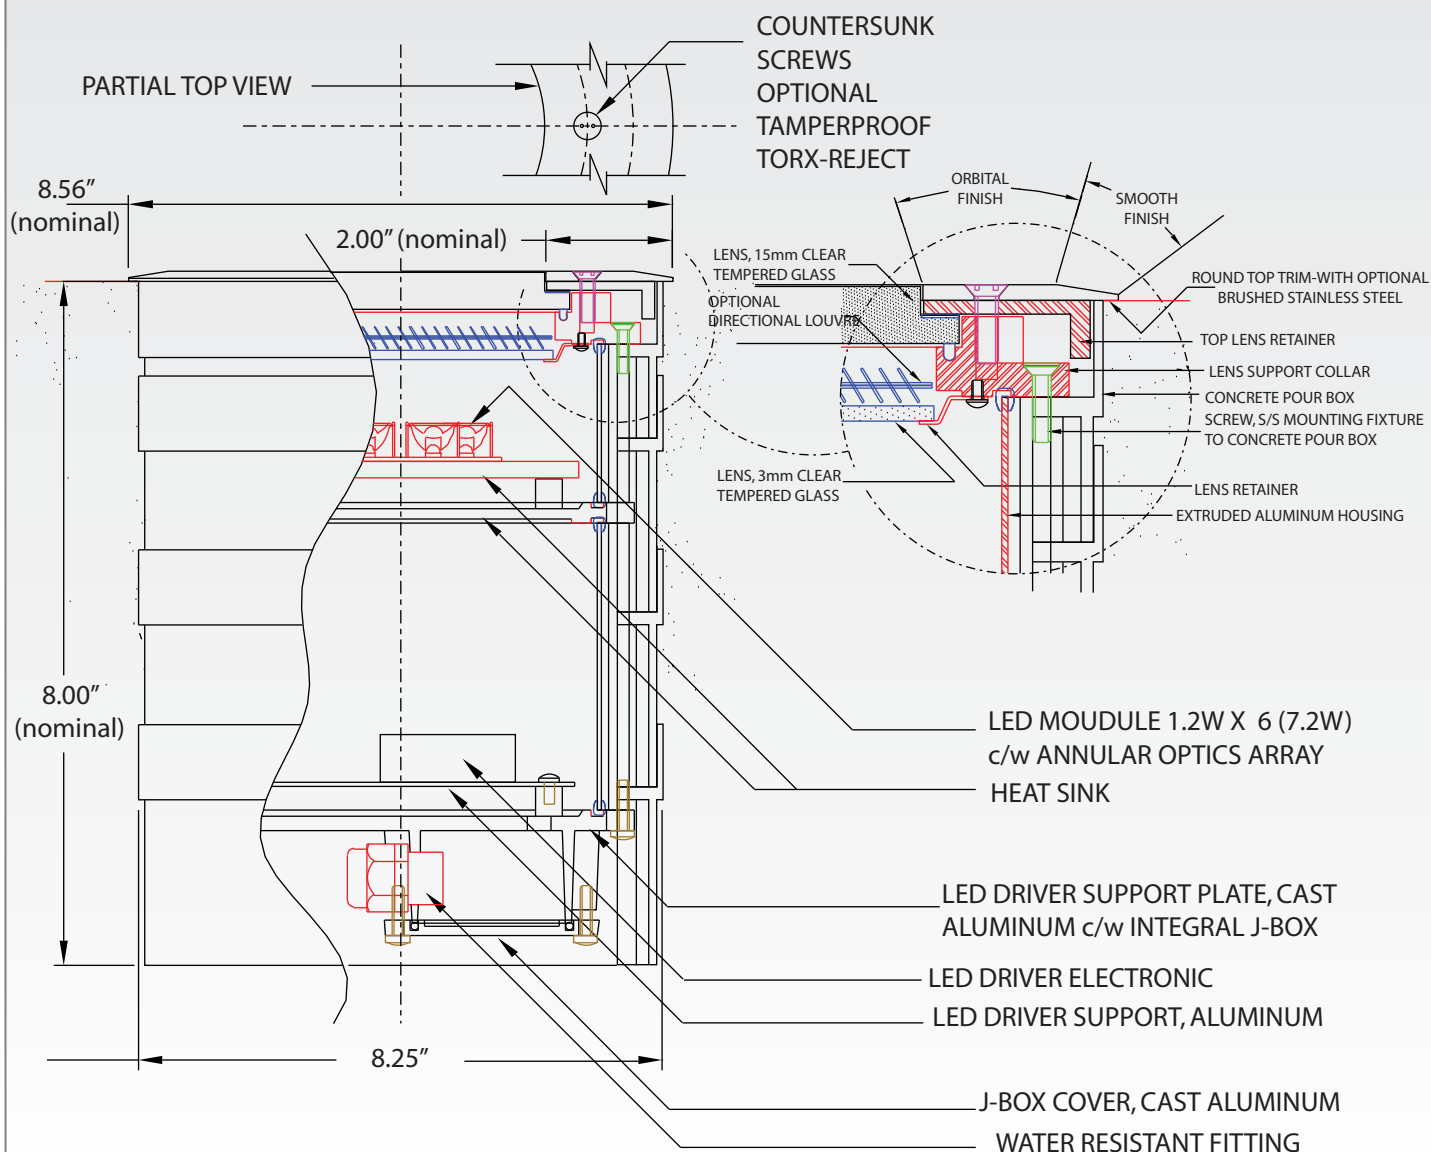 COUNTERSUNK
SCREWS
OPTIONAL
TAMPERPROOF
TORX-REJECT
PARTIAL TOP VIEW
8.56”
(nominal)
2.00” (nominal)
ORBITAL
FINISH
SMOOTH
FINISH
LENS, 15mm CLEAR
TEMPERED GLASS
OPTIONAL
DIRECTIONAL LOUVRE
ROUND TOP TRIM-WITH OPTIONAL
BRUSHED STAINLESS STEEL
TOP LENS RETAINER
LENS SUPPORT COLLAR
CONCRETE POUR BOX
SCREW, S/S MOUNTING FIXTURE
TO CONCRETE POUR BOX
LENS, 3mm CLEAR
TEMPERED GLASS
LENS RETAINER
EXTRUDED ALUMINUM HOUSING
8.00”
(nominal)
LED MOUDULE 1.2W X 6 (7.2W)
c/w ANNULAR OPTICS ARRAY
HEAT SINK
LED DRIVER SUPPORT PLATE, CAST
ALUMINUM c/w INTEGRAL J-BOX
LED DRIVER ELECTRONIC
LED DRIVER SUPPORT, ALUMINUM
8.25”
J-BOX COVER, CAST ALUMINUM
WATER RESISTANT FITTING